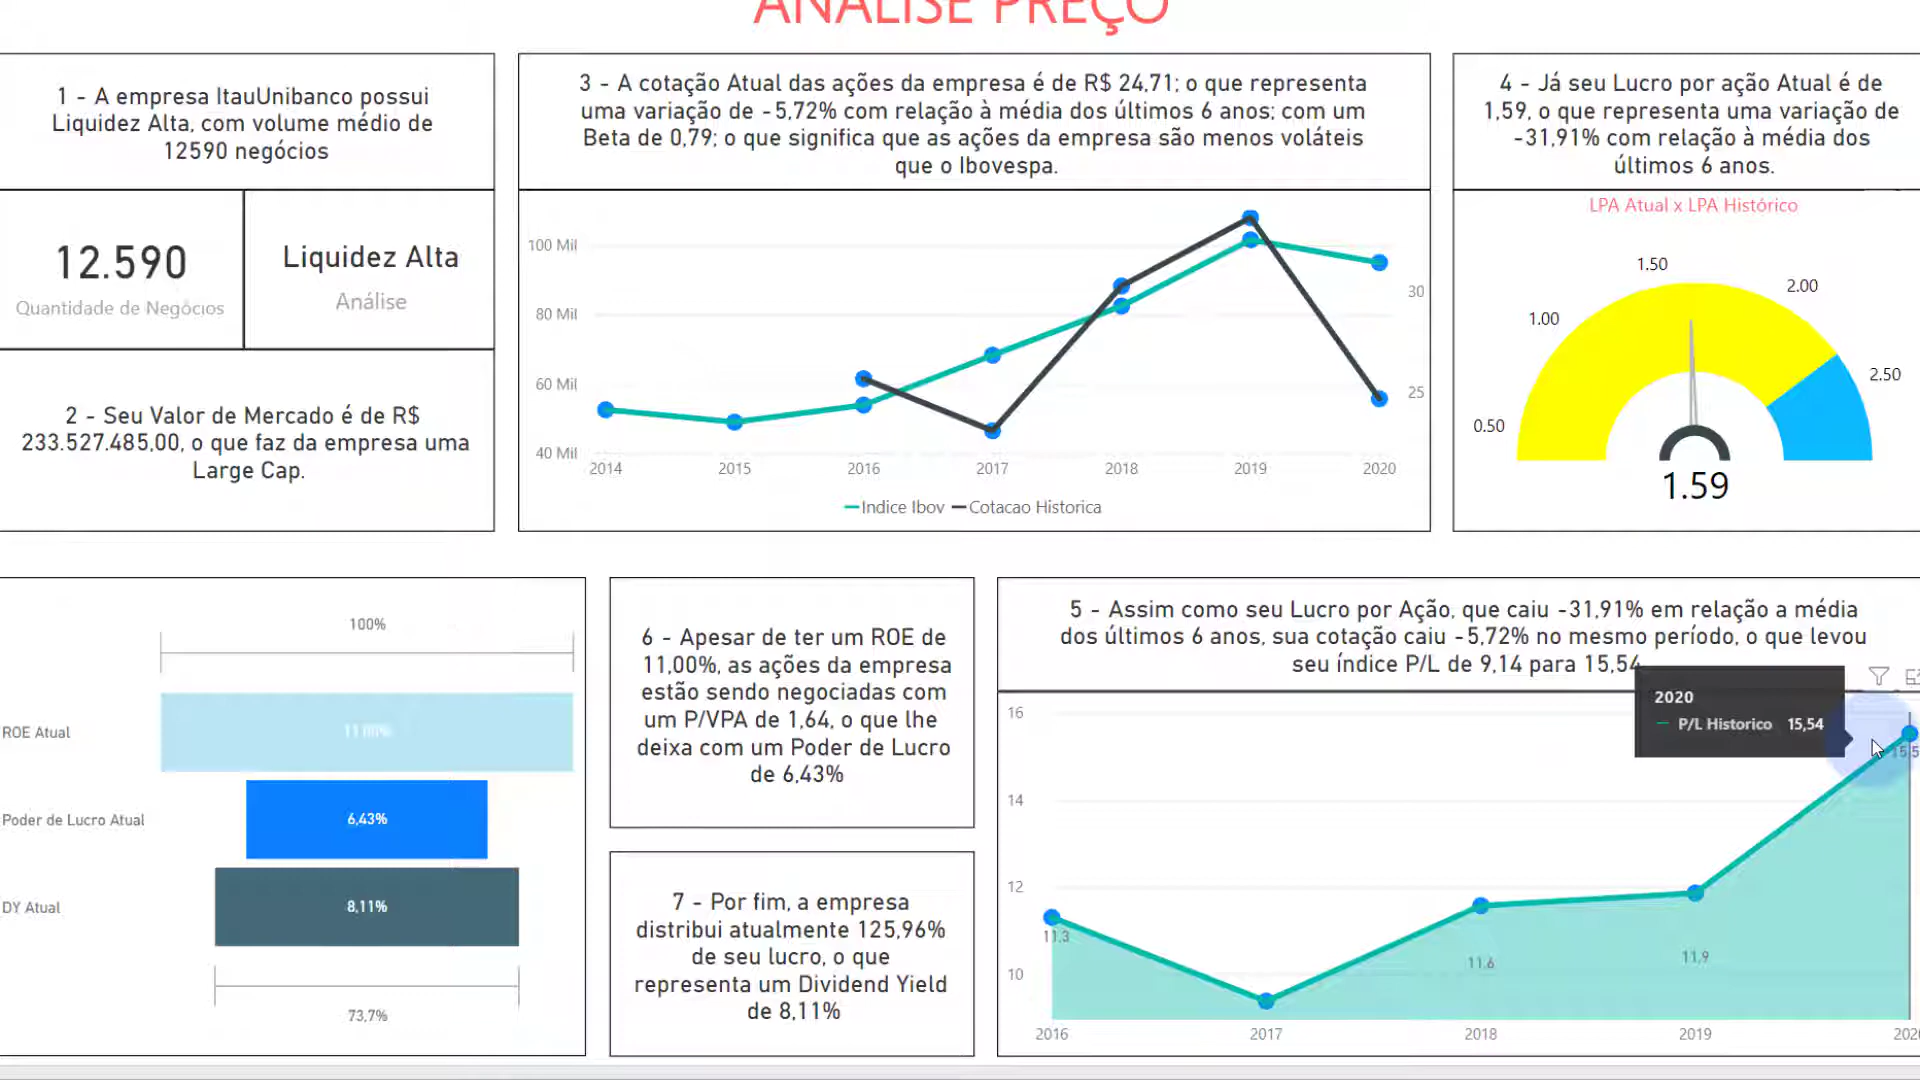 ANÁLISE PREÇO
1 - A empresa ItauUnibanco possui
Liquidez Alta, com volume médio de
12590 negócios
12.590
Quantidade de Negócios
Liquidez Alta
Análise
2 - Seu Valor de Mercado é de R$
233.527.485,00, o que faz da empresa uma
Large Cap.
3 - A cotação Atual das ações da empresa é de R$ 24,71; o que representa
uma variação de -5,72% com relação à média dos últimos 6 anos; com um
Beta de 0,79; o que significa que as ações da empresa são menos voláteis
que o Ibovespa.
100 Mil
80 Mil
60 Mil
40 Mil
30
25
2014 2015 2016 2017 2018 2019 2020
Indice Ibov Cotacao Historica
4 - Já seu Lucro por ação Atual é de
1,59, o que representa uma variação de
-31,91% com relação à média dos
últimos 6 anos.
LPA Atual x LPA Histórico
0.50
1.00
1.50
2.00
2.50
1.59
100%
ROE Atual
11,00%
Poder de Lucro Atual
6,43%
DY Atual
8,11%
73,7%
6 - Apesar de ter um ROE de
11,00%, as ações da empresa
estão sendo negociadas com
um P/VPA de 1,64, o que lhe
deixa com um Poder de Lucro
de 6,43%
7 - Por fim, a empresa
distribui atualmente 125,96%
de seu lucro, o que
representa um Dividend Yield
de 8,11%
5 - Assim como seu Lucro por Ação, que caiu -31,91% em relação a média
dos últimos 6 anos, sua cotação caiu -5,72% no mesmo período, o que levou
seu índice P/L de 9,14 para 15,54
2020
P/L Historico 15,54
16
14
12
10
11.3
11.6
11.9
15.5
2016 2017 2018 2019 2020